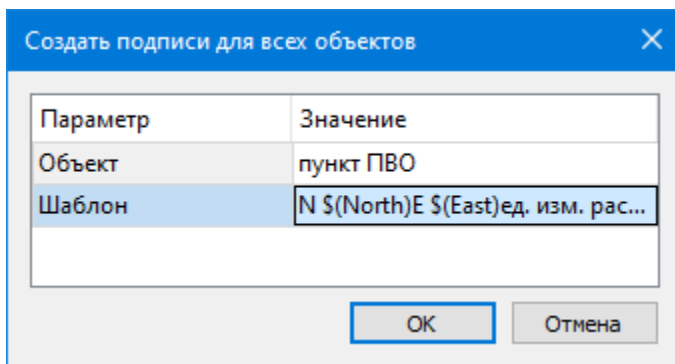 Создать подписи для всех объектов
Параметр Значение
Объект пункт ПВО
Шаблон N $(North)E $(East)ед. изм. рас...
OK Отмена